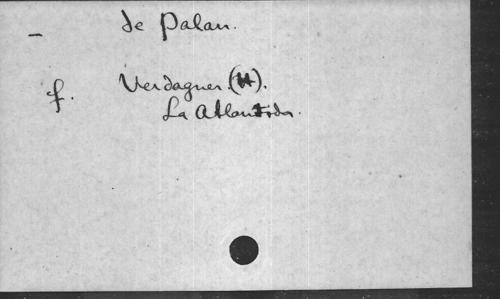 – de Palau.
f. Verdaguer. (H).
La Atlantida.